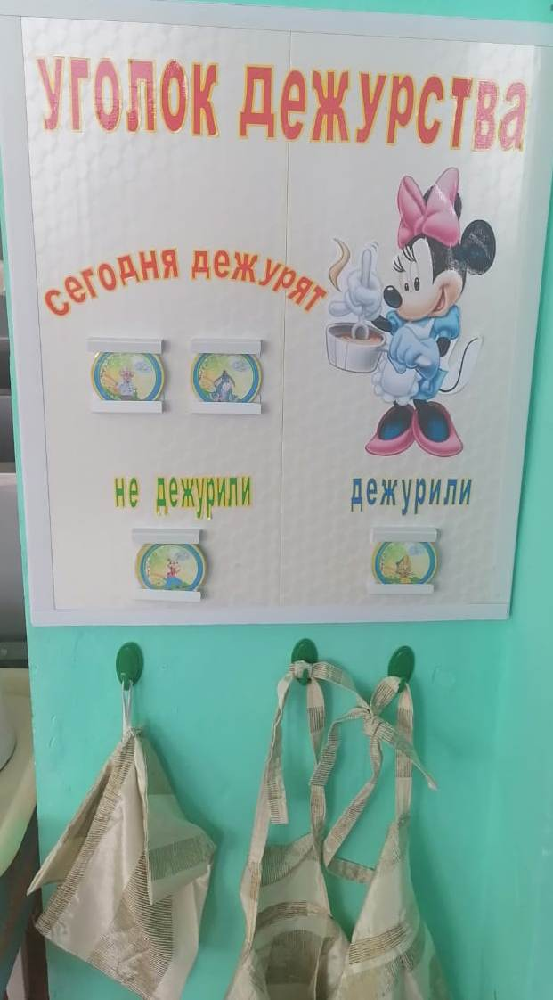 уголок дежурства
сегодня дежурят
не дежурили
дежурили